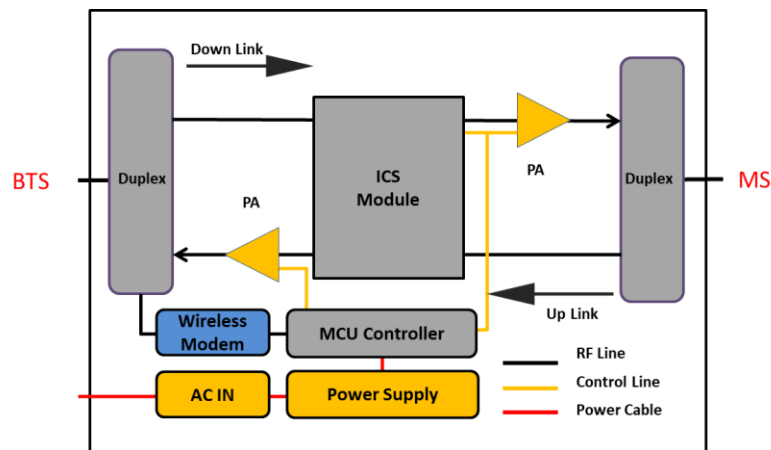 Down Link
BTS
Duplex
PA
ICS
Module
PA
Duplex
MS
Up Link
Wireless
Modem
MCU Controller
AC IN
Power Supply
RF Line
Control Line
Power Cable